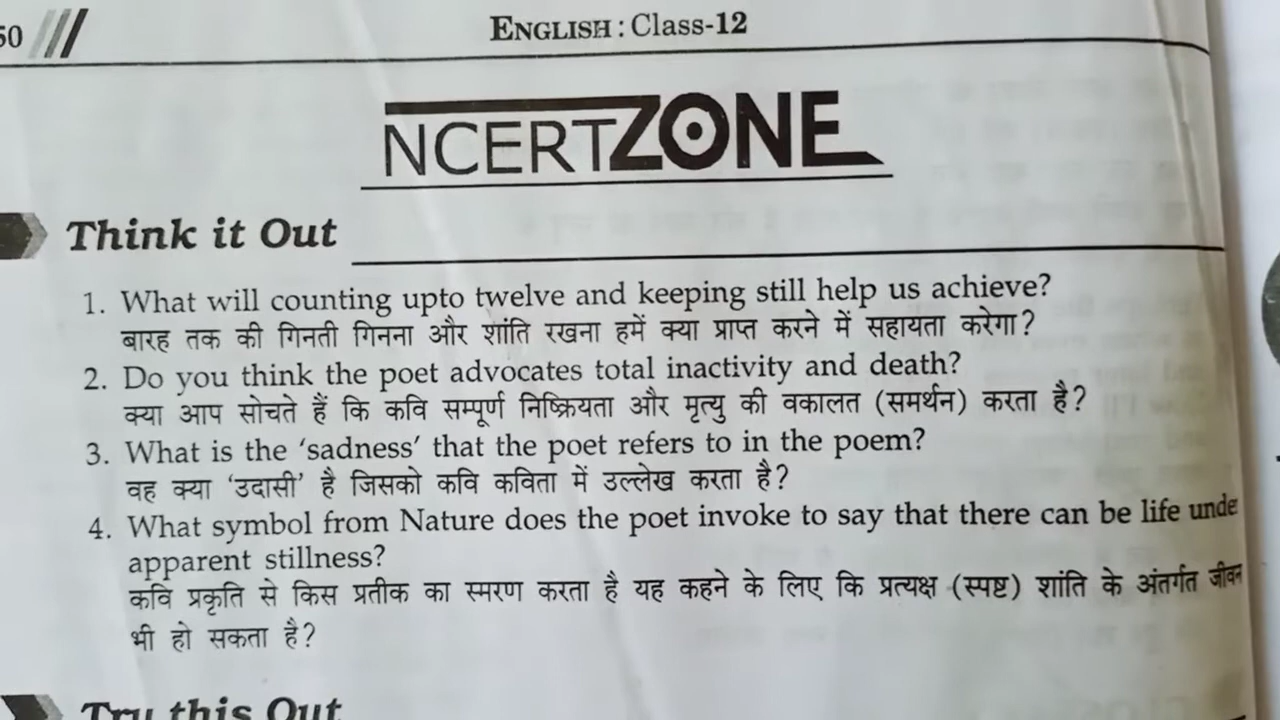 50
ENGLISH : Class-12
NCERTZONE
Think it Out
1. What will counting upto twelve and keeping still help us achieve?
बारह तक की गिनती गिनना और शांति रखना हमें क्या प्राप्त करने में सहायता करेगा?
2. Do you think the poet advocates total inactivity and death?
क्या आप सोचते हैं कि कवि सम्पूर्ण निष्क्रियता और मृत्यु की वकालत (समर्थन) करता है?
3. What is the ‘sadness’ that the poet refers to in the poem?
वह क्या ‘उदासी’ है जिसको कवि कविता में उल्लेख करता है?
4. What symbol from Nature does the poet invoke to say that there can be life unde
apparent stillness?
कवि प्रकृति से किस प्रतीक का स्मरण करता है यह कहने के लिए कि प्रत्यक्ष (स्पष्ट) शांति के अंतर्गत जीवन
भी हो सकता है?
Try this Out